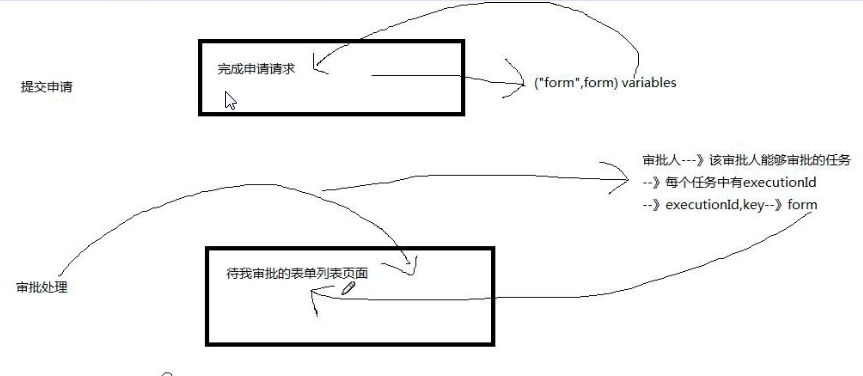 完成申请请求
提交申请
("form",form) variables
审批人---》该审批人能够审批的任务
--》每个任务中有executionId
--》executionId,key--》form
待我审批的表单列表页面
审批处理